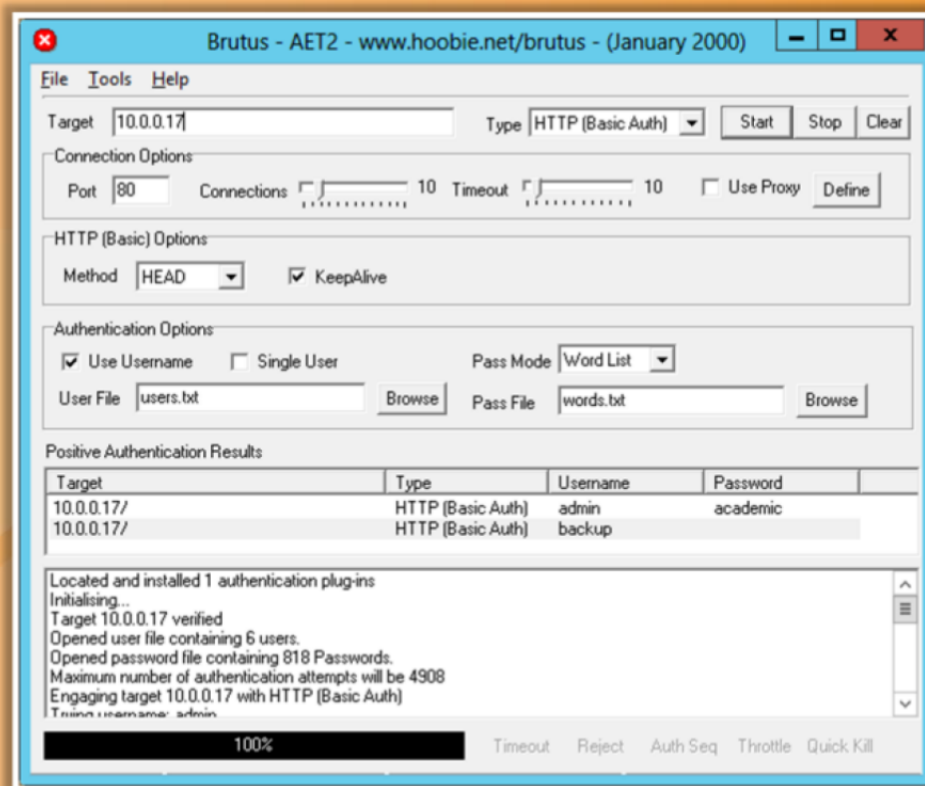 Brutus - AET2 - www.hoobie.net/brutus - (January 2000)
File Tools Help
Target 10.0.0.17 Type HTTP (Basic Auth) Start Stop Clear
Connection Options
Port 80 Connections 10 Timeout 10 Use Proxy Define
HTTP (Basic) Options
Method HEAD KeepAlive
Authentication Options
Use Username Single User Pass Mode Word List
User File users.txt Browse Pass File words.txt Browse
Positive Authentication Results
Target Type Username Password
10.0.0.17/ HTTP (Basic Auth) admin academic
10.0.0.17/ HTTP (Basic Auth) backup
Located and installed 1 authentication plug-ins
Initialising...
Target 10.0.0.17 verified
Opened user file containing 6 users.
Opened password file containing 818 Passwords.
Maximum number of authentication attempts will be 4908
Engaging target 10.0.0.17 with HTTP (Basic Auth)
Trying username: admin
100% Timeout Reject Auth Seq Throttle Quick Kill